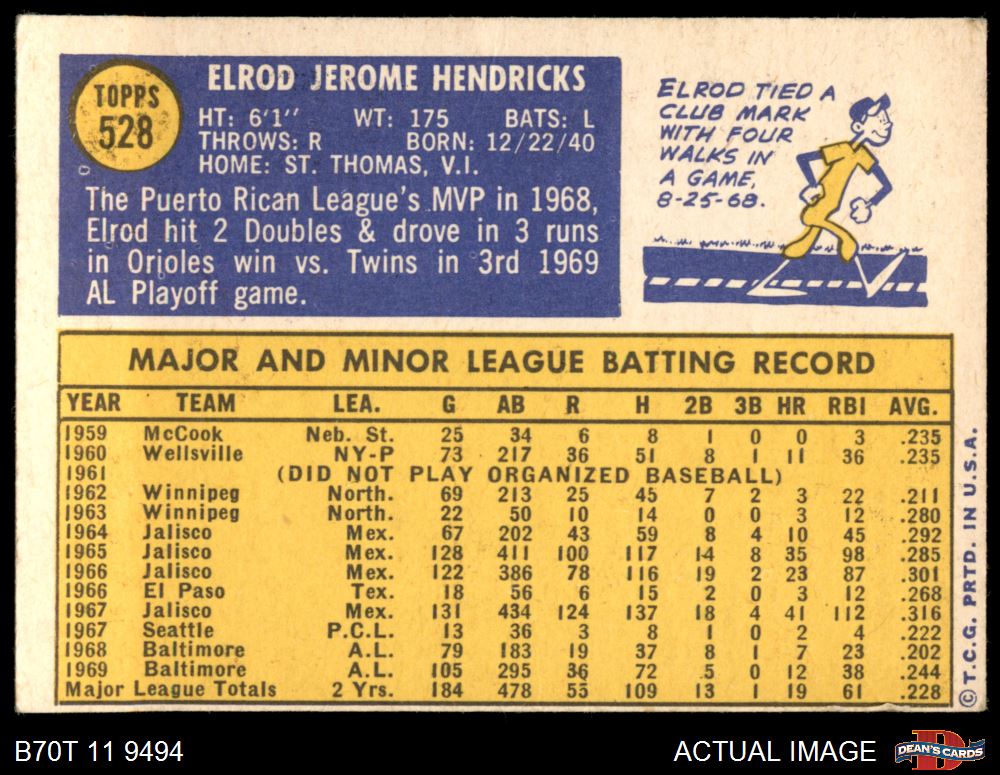 TOPPS
528
ELROD JEROME HENDRICKS
HT: 6'1" WT: 175 BATS: L
THROWS: R BORN: 12/22/40
HOME: ST. THOMAS, V.I.
The Puerto Rican League's MVP in 1968,
Elrod hit 2 Doubles & drove in 3 runs
in Orioles win vs. Twins in 3rd 1969
AL Playoff game.
ELROD TIED A
CLUB MARK
WITH FOUR
WALKS IN
A GAME,
8-25-68.
MAJOR AND MINOR LEAGUE BATTING RECORD
YEAR TEAM LEA. G AB R H 2B 3B HR RBI AVG.
1959 McCook Neb. St. 25 34 6 8 1 0 0 3 .235
1960 Wellsville NY-P 73 217 36 51 8 1 11 36 .235
1961 (DID NOT PLAY ORGANIZED BASEBALL)
1962 Winnipeg North. 69 213 25 45 7 2 3 22 .211
1963 Winnipeg North. 22 50 10 14 0 0 3 12 .280
1964 Jalisco Mex. 67 202 43 59 8 4 10 45 .292
1965 Jalisco Mex. 128 411 100 117 14 8 35 98 .285
1966 Jalisco Mex. 122 386 78 116 19 2 23 87 .301
1966 El Paso Tex. 18 56 6 15 2 0 3 12 .268
1967 Jalisco Mex. 131 434 124 137 18 4 41 112 .316
1967 Seattle P.C.L. 13 36 3 8 1 0 2 4 .222
1968 Baltimore A.L. 79 183 19 37 8 1 7 23 .202
1969 Baltimore A.L. 105 295 36 72 5 0 12 38 .244
Major League Totals 2 Yrs. 184 478 55 109 13 1 19 61 .228
© T.C.G. PRTD. IN U.S.A.
B70T 11 9494
ACTUAL IMAGE
DEAN'S CARDS